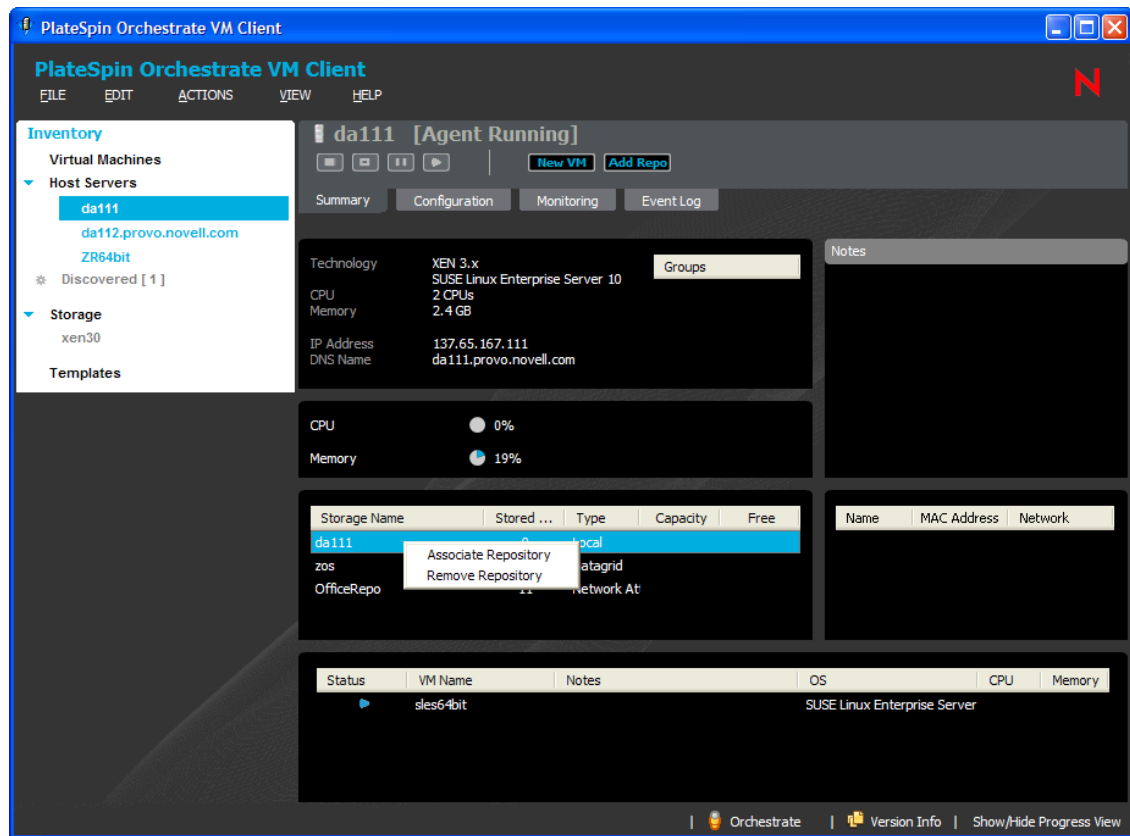 PlateSpin Orchestrate VM Client
PlateSpin Orchestrate VM Client
FILE EDIT ACTIONS VIEW HELP
N
Inventory
Virtual Machines
Host Servers
da111
da112.provo.novell.com
ZR64bit
Discovered [ 1 ]
Storage
xen30
Templates
da111 [Agent Running]
New VM Add Repo
Summary Configuration Monitoring Event Log
Technology XEN 3.x
SUSE Linux Enterprise Server 10
CPU 2 CPUs
Memory 2.4 GB
IP Address 137.65.167.111
DNS Name da111.provo.novell.com
Groups
Notes
CPU 0%
Memory 19%
Storage Name Stored ... Type Capacity Free
da111
zos
OfficeRepo 11 Network At
Associate Repository
Remove Repository
Name MAC Address Network
Status VM Name Notes OS CPU Memory
sles64bit SUSE Linux Enterprise Server
| Orchestrate | Version Info | Show/Hide Progress View